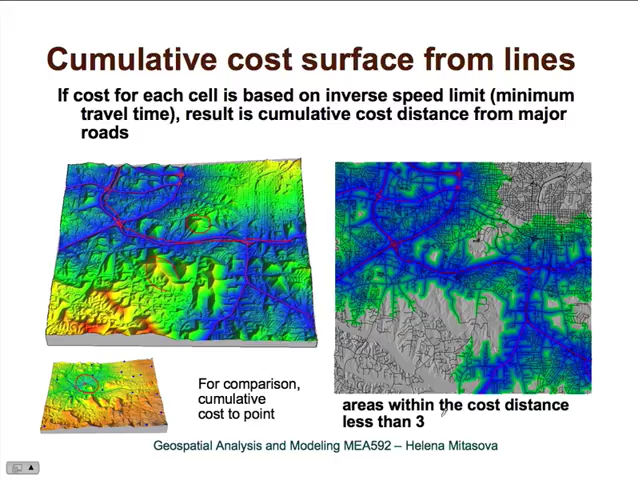 Cumulative cost surface from lines
If cost for each cell is based on inverse speed limit (minimum
travel time), result is cumulative cost distance from major
roads
For comparison,
cumulative
cost to point
areas within the cost distance
less than 3
Geospatial Analysis and Modeling MEA592 – Helena Mitasova